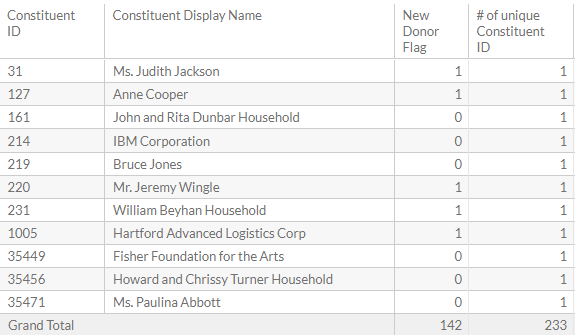 Constituent ID Constituent Display Name New Donor Flag # of unique Constituent ID
31 Ms. Judith Jackson 1 1
127 Anne Cooper 1 1
161 John and Rita Dunbar Household 0 1
214 IBM Corporation 0 1
219 Bruce Jones 0 1
220 Mr. Jeremy Wingle 1 1
231 William Beyhan Household 1 1
1005 Hartford Advanced Logistics Corp 1 1
35449 Fisher Foundation for the Arts 0 1
35456 Howard and Chrissy Turner Household 0 1
35471 Ms. Paulina Abbott 0 1
Grand Total 142 233